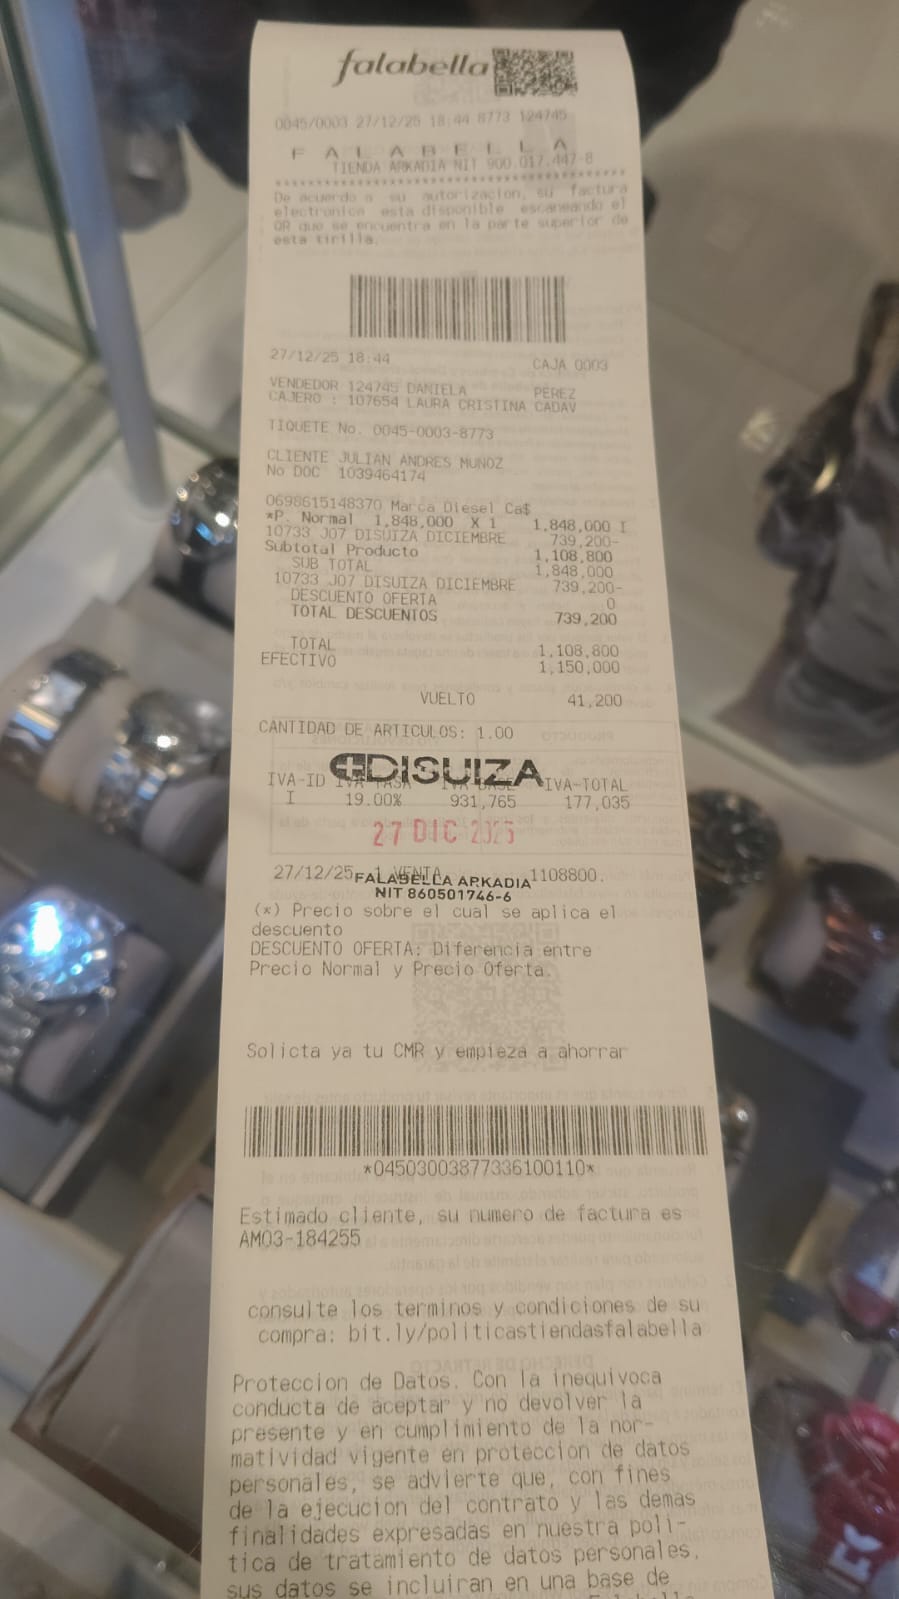 falabella
0045/0003 27/12/25 18:44 8773 124745
F A L A B E L L A
TIENDA ARKADIA NIT 900.017.447-8
De acuerdo a su autorizacion, su factura
electronica esta disponible escaneando el
QR que se encuentra en la parte superior de
esta tirilla.
27/12/25 18:44 CAJA 0003
VENDEDOR 124745 DANIELA PEREZ
CAJERO : 107654 LAURA CRISTINA CADAV
TIQUETE No. 0045-0003-8773
CLIENTE JULIAN ANDRES MUNOZ
No DOC 1039464174
0698615148370 Marca Diesel Ca$
*P. Normal 1,848,000 X 1 1,848,000 I
10733 J07 DISUIZA DICIEMBRE 739,200-
Subtotal Producto 1,108,800
SUB TOTAL 1,848,000
10733 J07 DISUIZA DICIEMBRE 739,200-
DESCUENTO OFERTA 0
TOTAL DESCUENTOS 739,200
TOTAL 1,108,800
EFECTIVO 1,150,000
VUELTO 41,200
CANTIDAD DE ARTICULOS: 1.00
DISUIZA
IVA-ID IVA-TASA IVA-BASE IVA-TOTAL
I 19.00% 931,765 177,035
27 DIC 2025
27/12/25 1 VENTA 1108800.
FALABELLA ARKADIA
NIT 860501746-6
(*) Precio sobre el cual se aplica el
descuento
DESCUENTO OFERTA: Diferencia entre
Precio Normal y Precio Oferta.
Solicta ya tu CMR y empieza a ahorrar
*04503003877336100110*
Estimado cliente, su numero de factura es
AM03-184255
consulte los terminos y condiciones de su
compra: bit.ly/politicastiendasfalabella
Proteccion de Datos. Con la inequivoca
conducta de aceptar y no devolver la
presente y en cumplimiento de la nor-
matividad vigente en proteccion de datos
personales, se advierte que, con fines
de la ejecucion del contrato y las demas
finalidades expresadas en nuestra poli-
tica de tratamiento de datos personales,
sus datos se incluiran en una base de